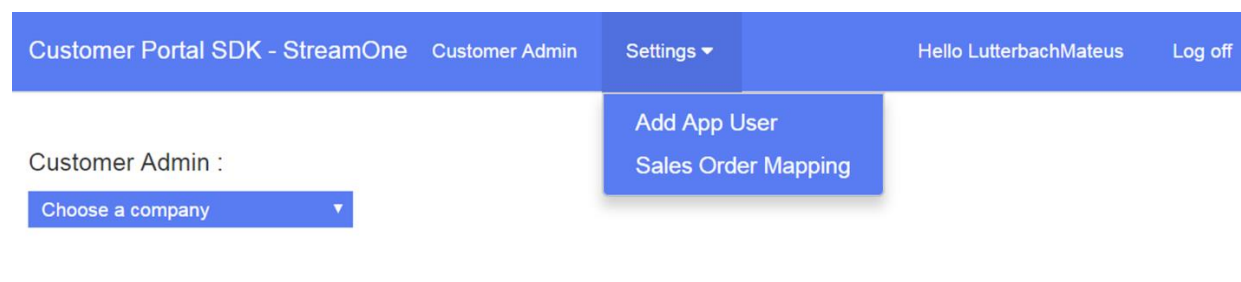 Customer Portal SDK - StreamOne Customer Admin Settings Hello LutterbachMateus Log off
Add App User
Sales Order Mapping
Customer Admin :
Choose a company